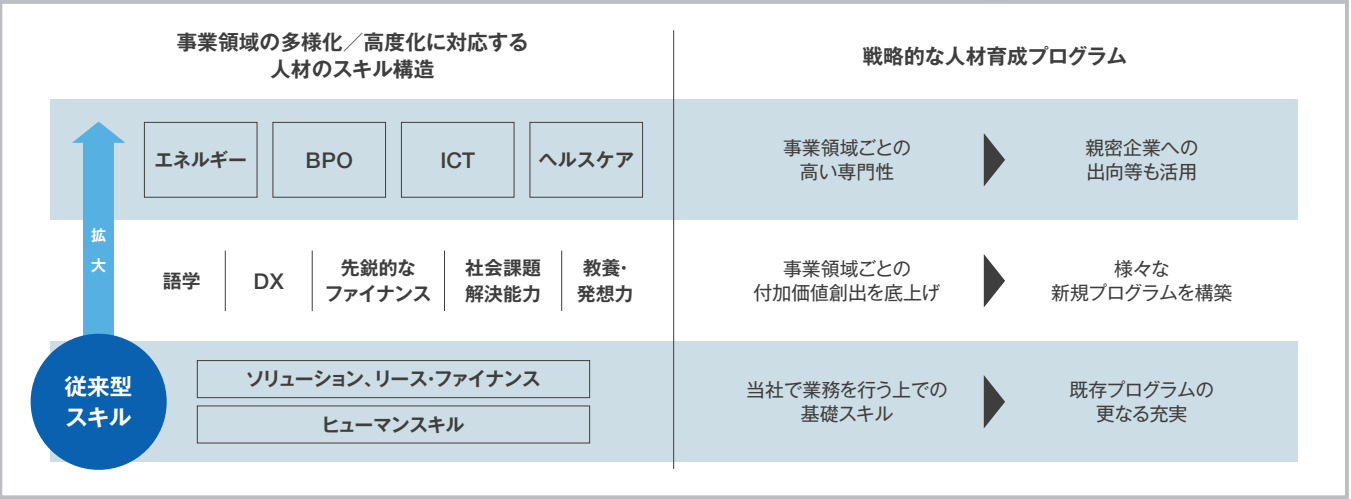 事業領域の多様化／高度化に対応する
人材のスキル構造
戦略的な人材育成プログラム
拡
大
エネルギー
BPO
ICT
ヘルスケア
事業領域ごとの
高い専門性
親密企業への
出向等も活用
語学
DX
先鋭的な
ファイナンス
社会課題
解決能力
教養・
発想力
事業領域ごとの
付加価値創出を底上げ
様々な
新規プログラムを構築
従来型
スキル
ソリューション、リース・ファイナンス
ヒューマンスキル
当社で業務を行う上での
基礎スキル
既存プログラムの
更なる充実